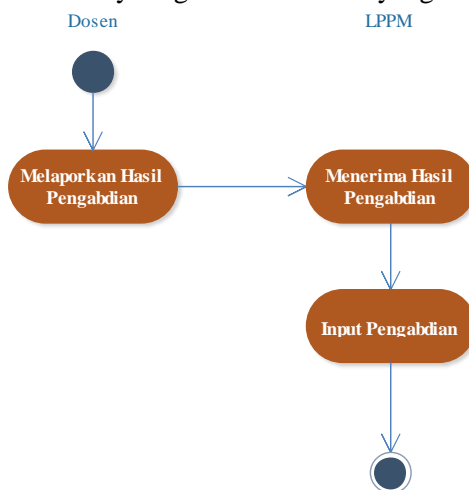 Dosen
LPPM
Melaporkan Hasil
Pengabdian
Menerima Hasil
Pengabdian
Input Pengabdian